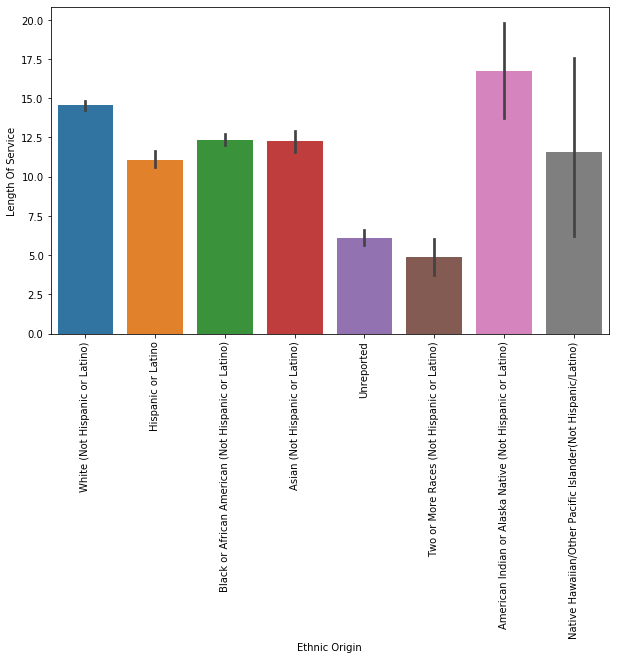 20.0
17.5
15.0
12.5
10.0
7.5
5.0
2.5
0.0
Length Of Service
White (Not Hispanic or Latino)
Hispanic or Latino
Black or African American (Not Hispanic or Latino)
Asian (Not Hispanic or Latino)
Unreported
Two or More Races (Not Hispanic or Latino)
American Indian or Alaska Native (Not Hispanic or Latino)
Native Hawaiian/Other Pacific Islander(Not Hispanic/Latino)
Ethnic Origin